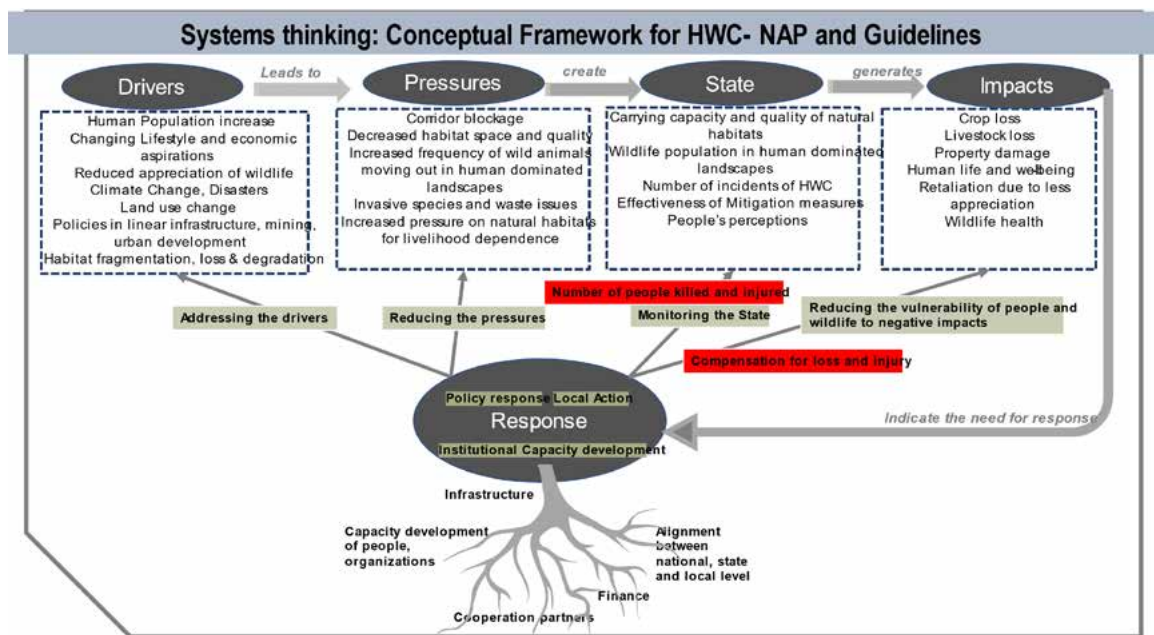 Systems thinking: Conceptual Framework for HWC- NAP and Guidelines
Drivers
Leads to
Pressures
create
State
generates
Impacts
Human Population increase
Changing Lifestyle and economic
aspirations
Reduced appreciation of wildlife
Climate Change, Disasters
Land use change
Policies in linear infrastructure, mining,
urban development
Habitat fragmentation, loss & degradation
Corridor blockage
Decreased habitat space and quality
Increased frequency of wild animals
moving out in human dominated
landscapes
Invasive species and waste issues
Increased pressure on natural habitats
for livelihood dependence
Carrying capacity and quality of natural
habitats
Wildlife population in human dominated
landscapes
Number of incidents of HWC
Effectiveness of Mitigation measures
People's perceptions
Crop loss
Livestock loss
Property damage
Human life and well-being
Retaliation due to less
appreciation
Wildlife health
Number of people killed and injured
Addressing the drivers
Reducing the pressures
Monitoring the State
Reducing the vulnerability of people and
wildlife to negative impacts
Compensation for loss and injury
Policy response Local Action
Response
Institutional Capacity development
Indicate the need for response
Infrastructure
Capacity development
of people,
organizations
Alignment
between
national, state
and local level
Finance
Cooperation partners